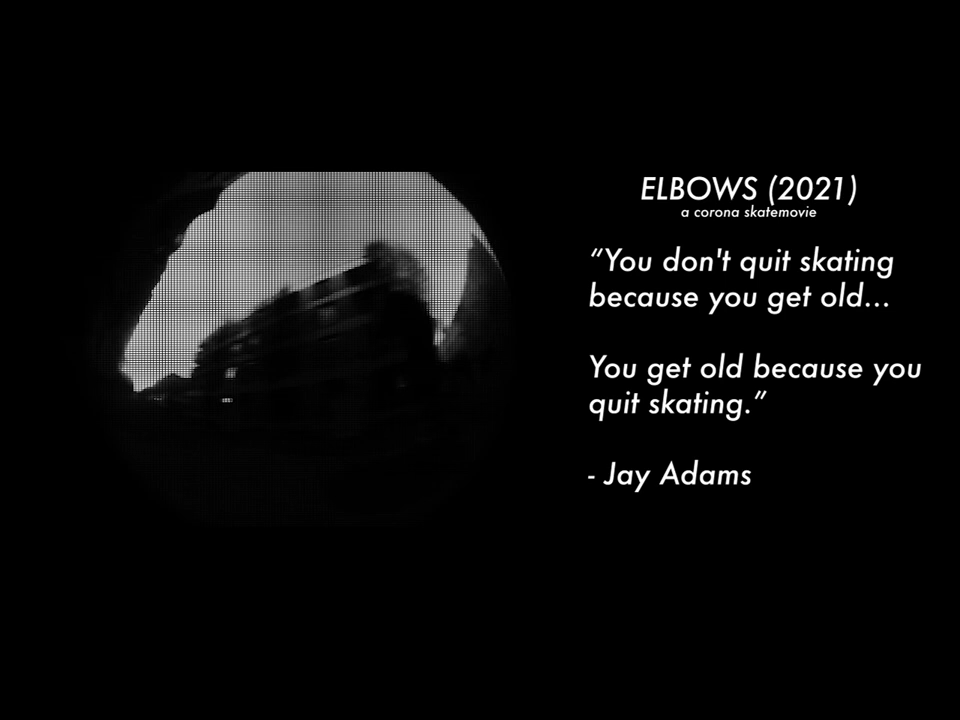 ELBOWS (2021)
a corona skatemovie
“You don't quit skating
because you get old...
You get old because you
quit skating.”
- Jay Adams